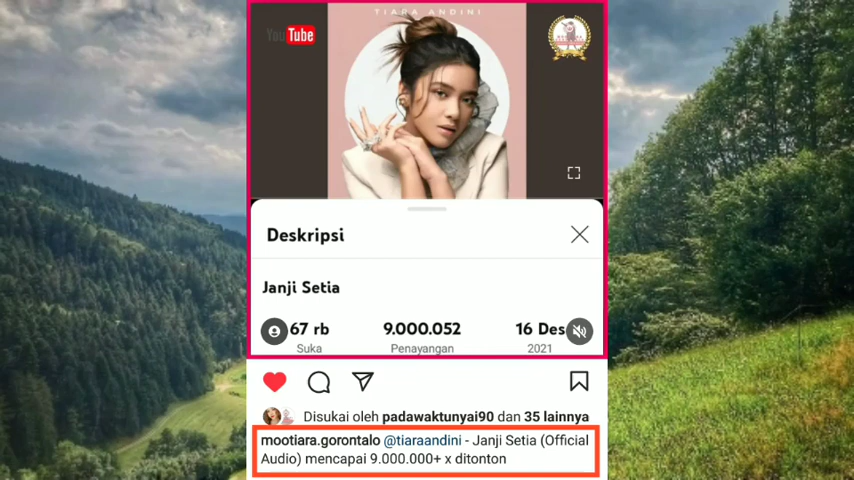 TIARA ANDINI
YouTube
Deskripsi
Janji Setia
67 rb 9.000.052 16 Des
Suka Penayangan 2021
Disukai oleh padawaktunyai90 dan 35 lainnya
mootiara.gorontalo @tiaraandini - Janji Setia (Official
Audio) mencapai 9.000.000+ x ditonton